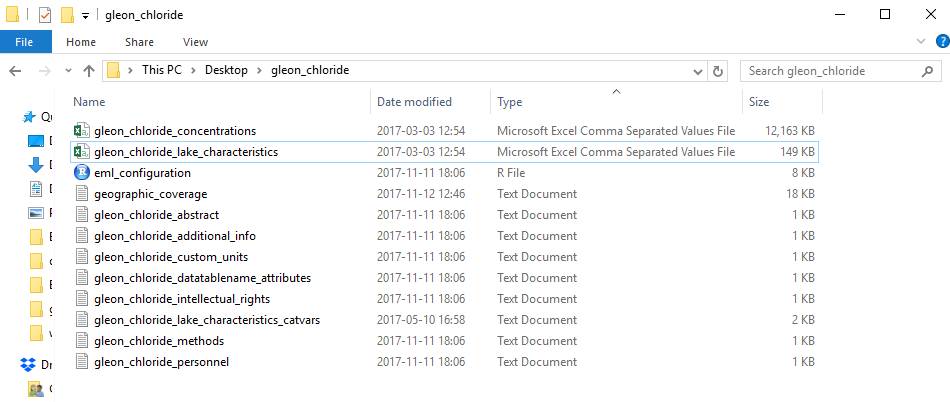 gleon_chloride
File Home Share View
This PC Desktop gleon_chloride Search gleon_chloride
Name Date modified Type Size
gleon_chloride_concentrations 2017-03-03 12:54 Microsoft Excel Comma Separated Values File 12,163 KB
gleon_chloride_lake_characteristics 2017-03-03 12:54 Microsoft Excel Comma Separated Values File 149 KB
eml_configuration 2017-11-11 18:06 R File 8 KB
geographic_coverage 2017-11-12 12:46 Text Document 18 KB
gleon_chloride_abstract 2017-11-11 18:06 Text Document 1 KB
gleon_chloride_additional_info 2017-11-11 18:06 Text Document 1 KB
gleon_chloride_custom_units 2017-11-11 18:06 Text Document 1 KB
gleon_chloride_datatablename_attributes 2017-11-11 18:06 Text Document 1 KB
gleon_chloride_intellectual_rights 2017-11-11 18:06 Text Document 1 KB
gleon_chloride_lake_characteristics_catvars 2017-05-10 16:58 Text Document 2 KB
gleon_chloride_methods 2017-11-11 18:06 Text Document 1 KB
gleon_chloride_personnel 2017-11-11 18:06 Text Document 1 KB